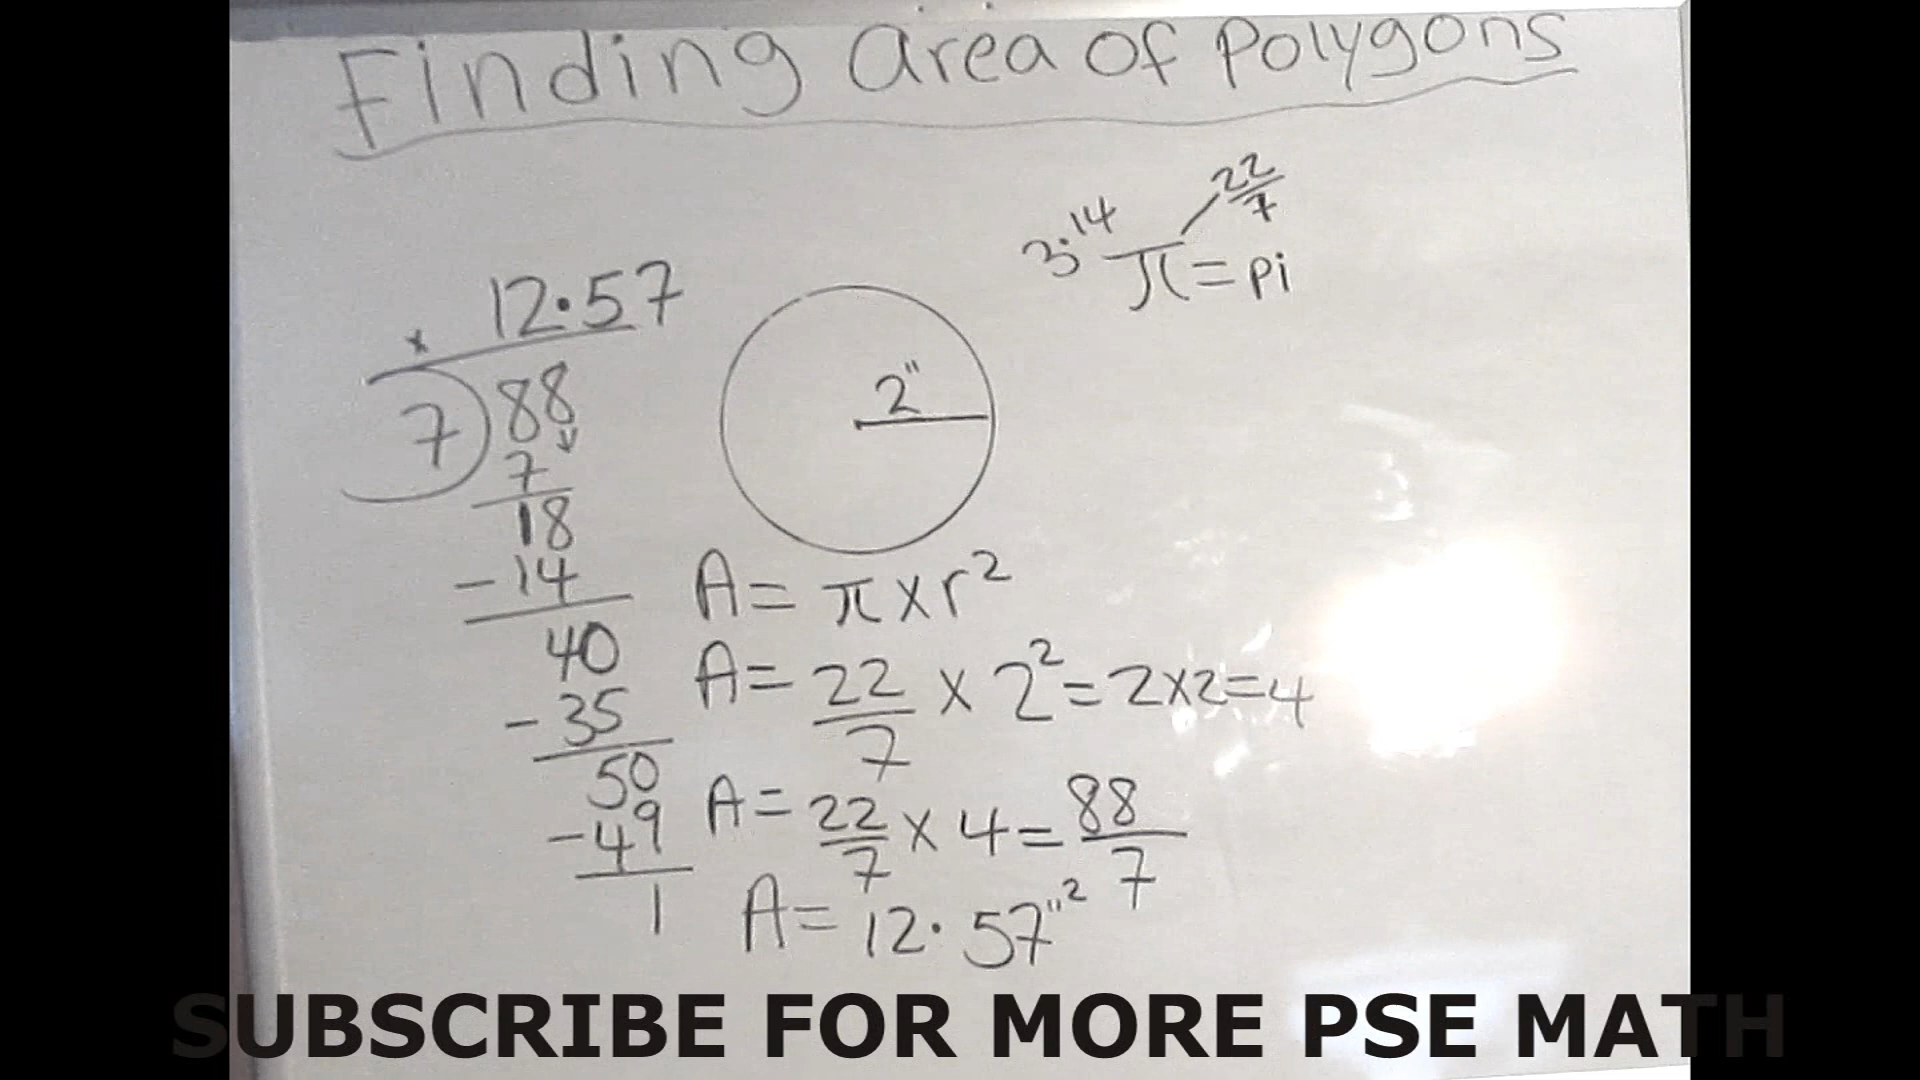 Finding area of Polygons
3.14 π = pi 22/7
12.57
x
7)88
7
18
-14
40
-35
50
-49
1
2"
A = π x r²
A = 22/7 x 2² = 2x2=4
A = 22/7 x 4 = 88/7
A = 12.57"²
SUBSCRIBE FOR MORE PSE MATH